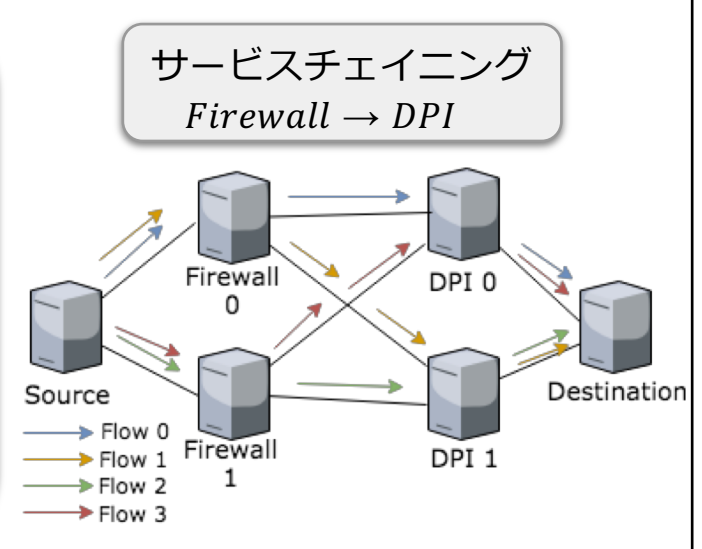 サービスチェイニング
Firewall → DPI
Firewall
0
DPI 0
Source
Destination
Firewall
1
DPI 1
Flow 0
Flow 1
Flow 2
Flow 3